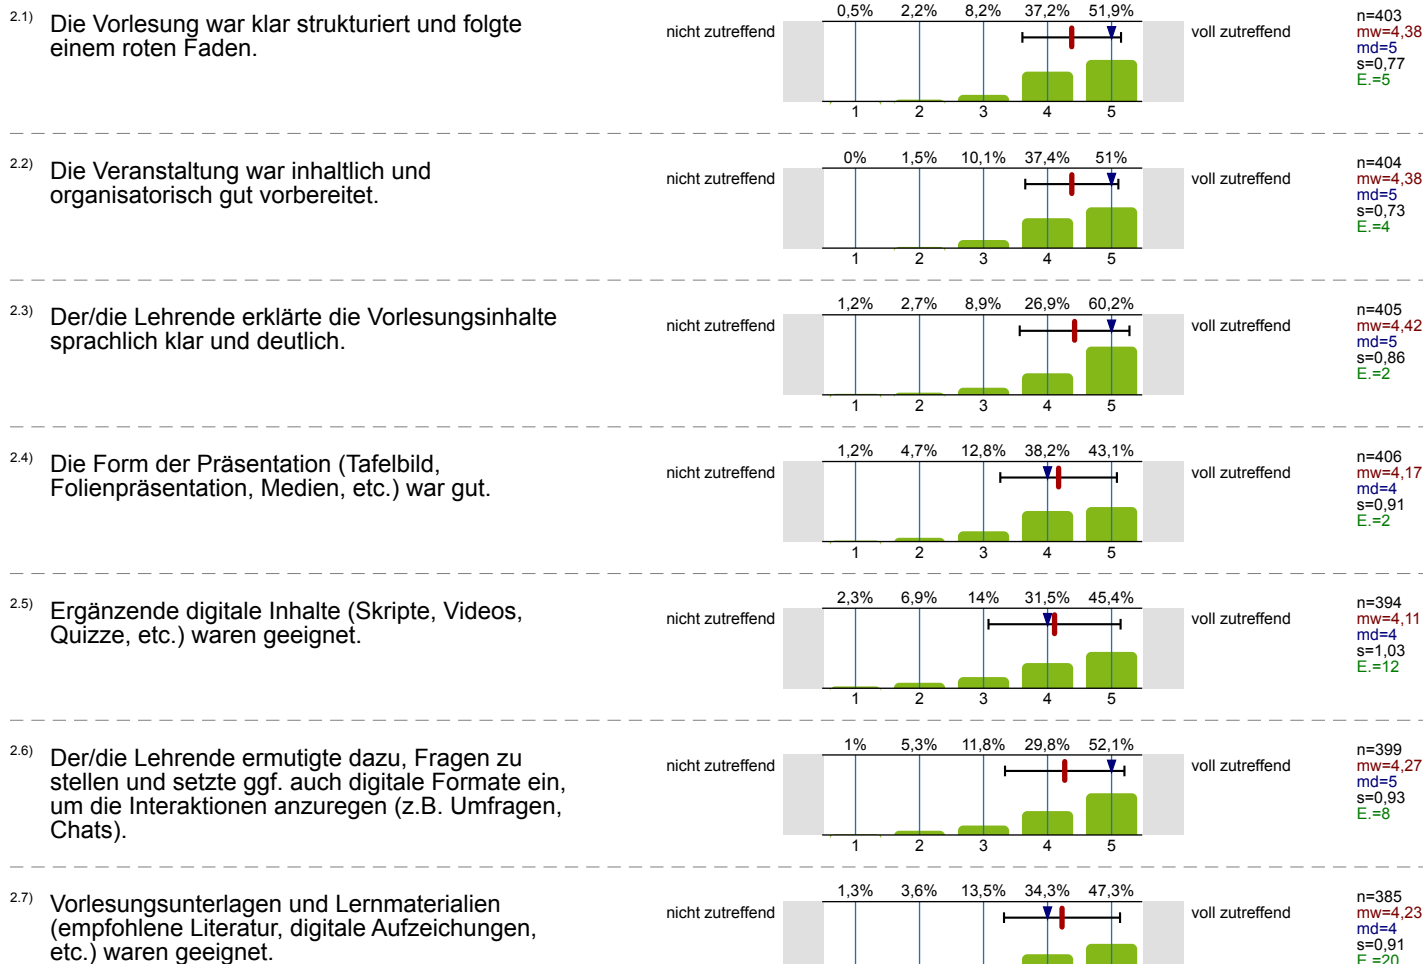 2.1) Die Vorlesung war klar strukturiert und folgte
einem roten Faden.
nicht zutreffend
0,5% 2,2% 8,2% 37,2% 51,9%
1 2 3 4 5
voll zutreffend
n=403
mw=4,38
md=5
s=0,77
E.=5
2.2) Die Veranstaltung war inhaltlich und
organisatorisch gut vorbereitet.
nicht zutreffend
0% 1,5% 10,1% 37,4% 51%
1 2 3 4 5
voll zutreffend
n=404
mw=4,38
md=5
s=0,73
E.=4
2.3) Der/die Lehrende erklärte die Vorlesungsinhalte
sprachlich klar und deutlich.
nicht zutreffend
1,2% 2,7% 8,9% 26,9% 60,2%
1 2 3 4 5
voll zutreffend
n=405
mw=4,42
md=5
s=0,86
E.=2
2.4) Die Form der Präsentation (Tafelbild,
Folienpräsentation, Medien, etc.) war gut.
nicht zutreffend
1,2% 4,7% 12,8% 38,2% 43,1%
1 2 3 4 5
voll zutreffend
n=406
mw=4,17
md=4
s=0,91
E.=2
2.5) Ergänzende digitale Inhalte (Skripte, Videos,
Quizze, etc.) waren geeignet.
nicht zutreffend
2,3% 6,9% 14% 31,5% 45,4%
1 2 3 4 5
voll zutreffend
n=394
mw=4,11
md=4
s=1,03
E.=12
2.6) Der/die Lehrende ermutigte dazu, Fragen zu
stellen und setzte ggf. auch digitale Formate ein,
um die Interaktionen anzuregen (z.B. Umfragen,
Chats).
nicht zutreffend
1% 5,3% 11,8% 29,8% 52,1%
1 2 3 4 5
voll zutreffend
n=399
mw=4,27
md=5
s=0,93
E.=8
2.7) Vorlesungsunterlagen und Lernmaterialien
(empfohlene Literatur, digitale Aufzeichungen,
etc.) waren geeignet.
nicht zutreffend
1,3% 3,6% 13,5% 34,3% 47,3%
voll zutreffend
n=385
mw=4,23
md=4
s=0,91
E.=20